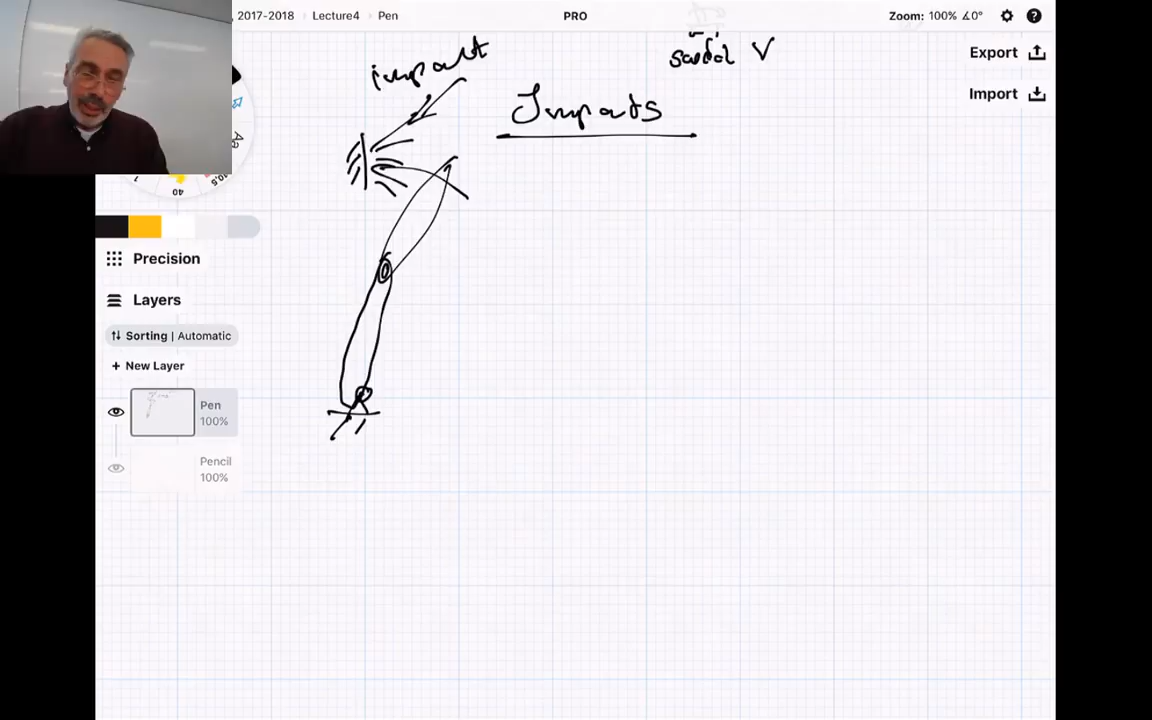 , 2017-2018 Lecture4 Pen PRO Zoom: 100% ∡0°
Export
Import
impact
V
Impacts
40
Precision
Layers
Sorting | Automatic
+ New Layer
Pen
100%
Pencil
100%